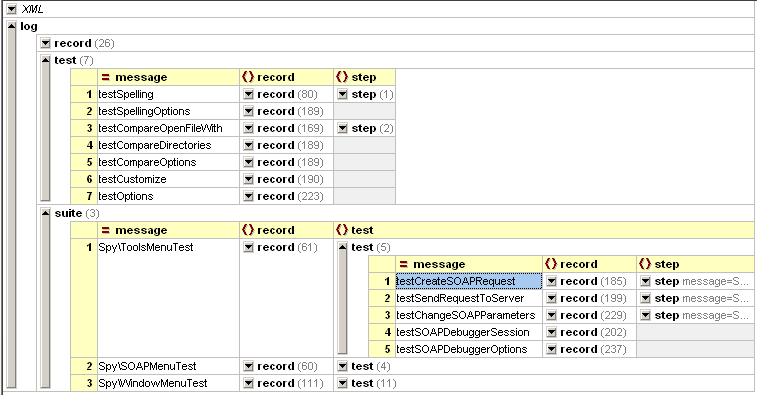 XML
log
record (26)
test (7)
= message () record () step
1 testSpelling record (80) step (1)
2 testSpellingOptions record (189)
3 testCompareOpenFileWith record (169) step (2)
4 testCompareDirectories record (189)
5 testCompareOptions record (189)
6 testCustomize record (190)
7 testOptions record (223)
suite (3)
= message () record () test
1 Spy\ToolsMenuTest record (61) test (5)
= message () record () step
1 testCreateSOAPRequest record (185) step message=S...
2 testSendRequestToServer record (199) step message=S...
3 testChangeSOAPParameters record (229) step message=S...
4 testSOAPDebuggerSession record (202)
5 testSOAPDebuggerOptions record (237)
2 Spy\SOAPMenuTest record (60) test (4)
3 Spy\WindowMenuTest record (111) test (11)